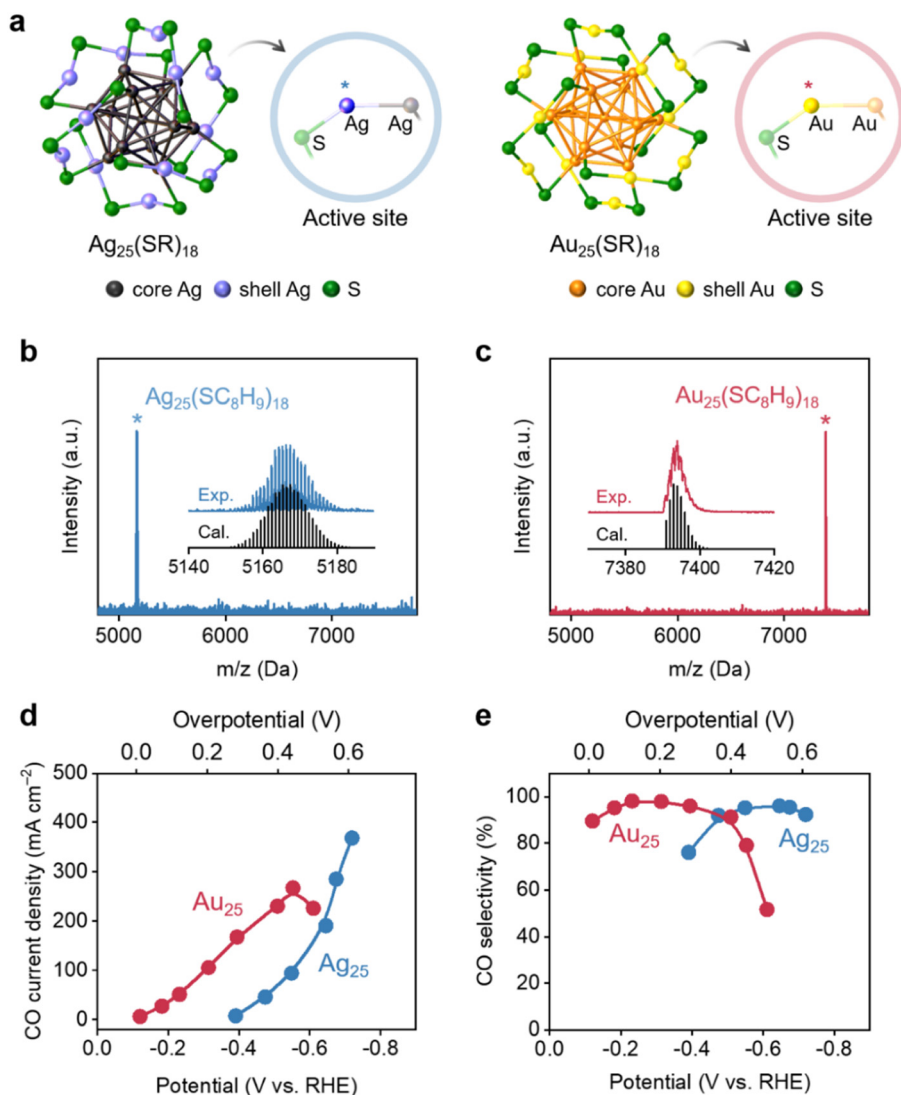 a
*
Ag
Ag
S
Active site
Ag₂₅(SR)₁₈
core Ag
shell Ag
S
*
Au
Au
S
Active site
Au₂₅(SR)₁₈
core Au
shell Au
S
b
Intensity (a.u.)
Ag₂₅(SC₈H₉)₁₈
*
Exp.
Cal.
5140 5160 5180
5000 6000 7000
m/z (Da)
c
Intensity (a.u.)
Au₂₅(SC₈H₉)₁₈
*
Exp.
Cal.
7380 7400 7420
5000 6000 7000
m/z (Da)
d
Overpotential (V)
0.0 0.2 0.4 0.6
CO current density (mA cm⁻²)
500
400
300
200
100
0
Au₂₅
Ag₂₅
0.0 -0.2 -0.4 -0.6 -0.8
Potential (V vs. RHE)
e
Overpotential (V)
0.0 0.2 0.4 0.6
CO selectivity (%)
100
80
60
40
20
0
Au₂₅
Ag₂₅
0.0 -0.2 -0.4 -0.6 -0.8
Potential (V vs. RHE)